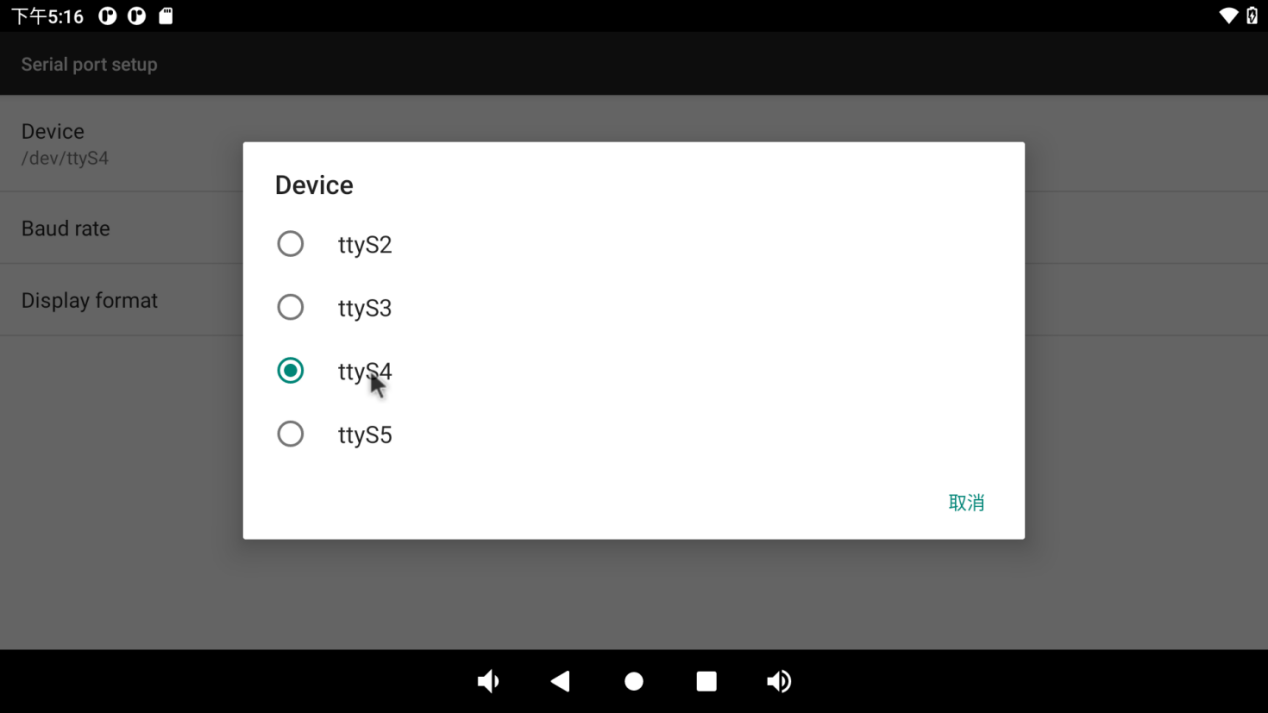 下午5:16
Serial port setup
Device
/dev/ttyS4
Baud rate
Display format
Device
ttyS2
ttyS3
ttyS4
ttyS5
取消